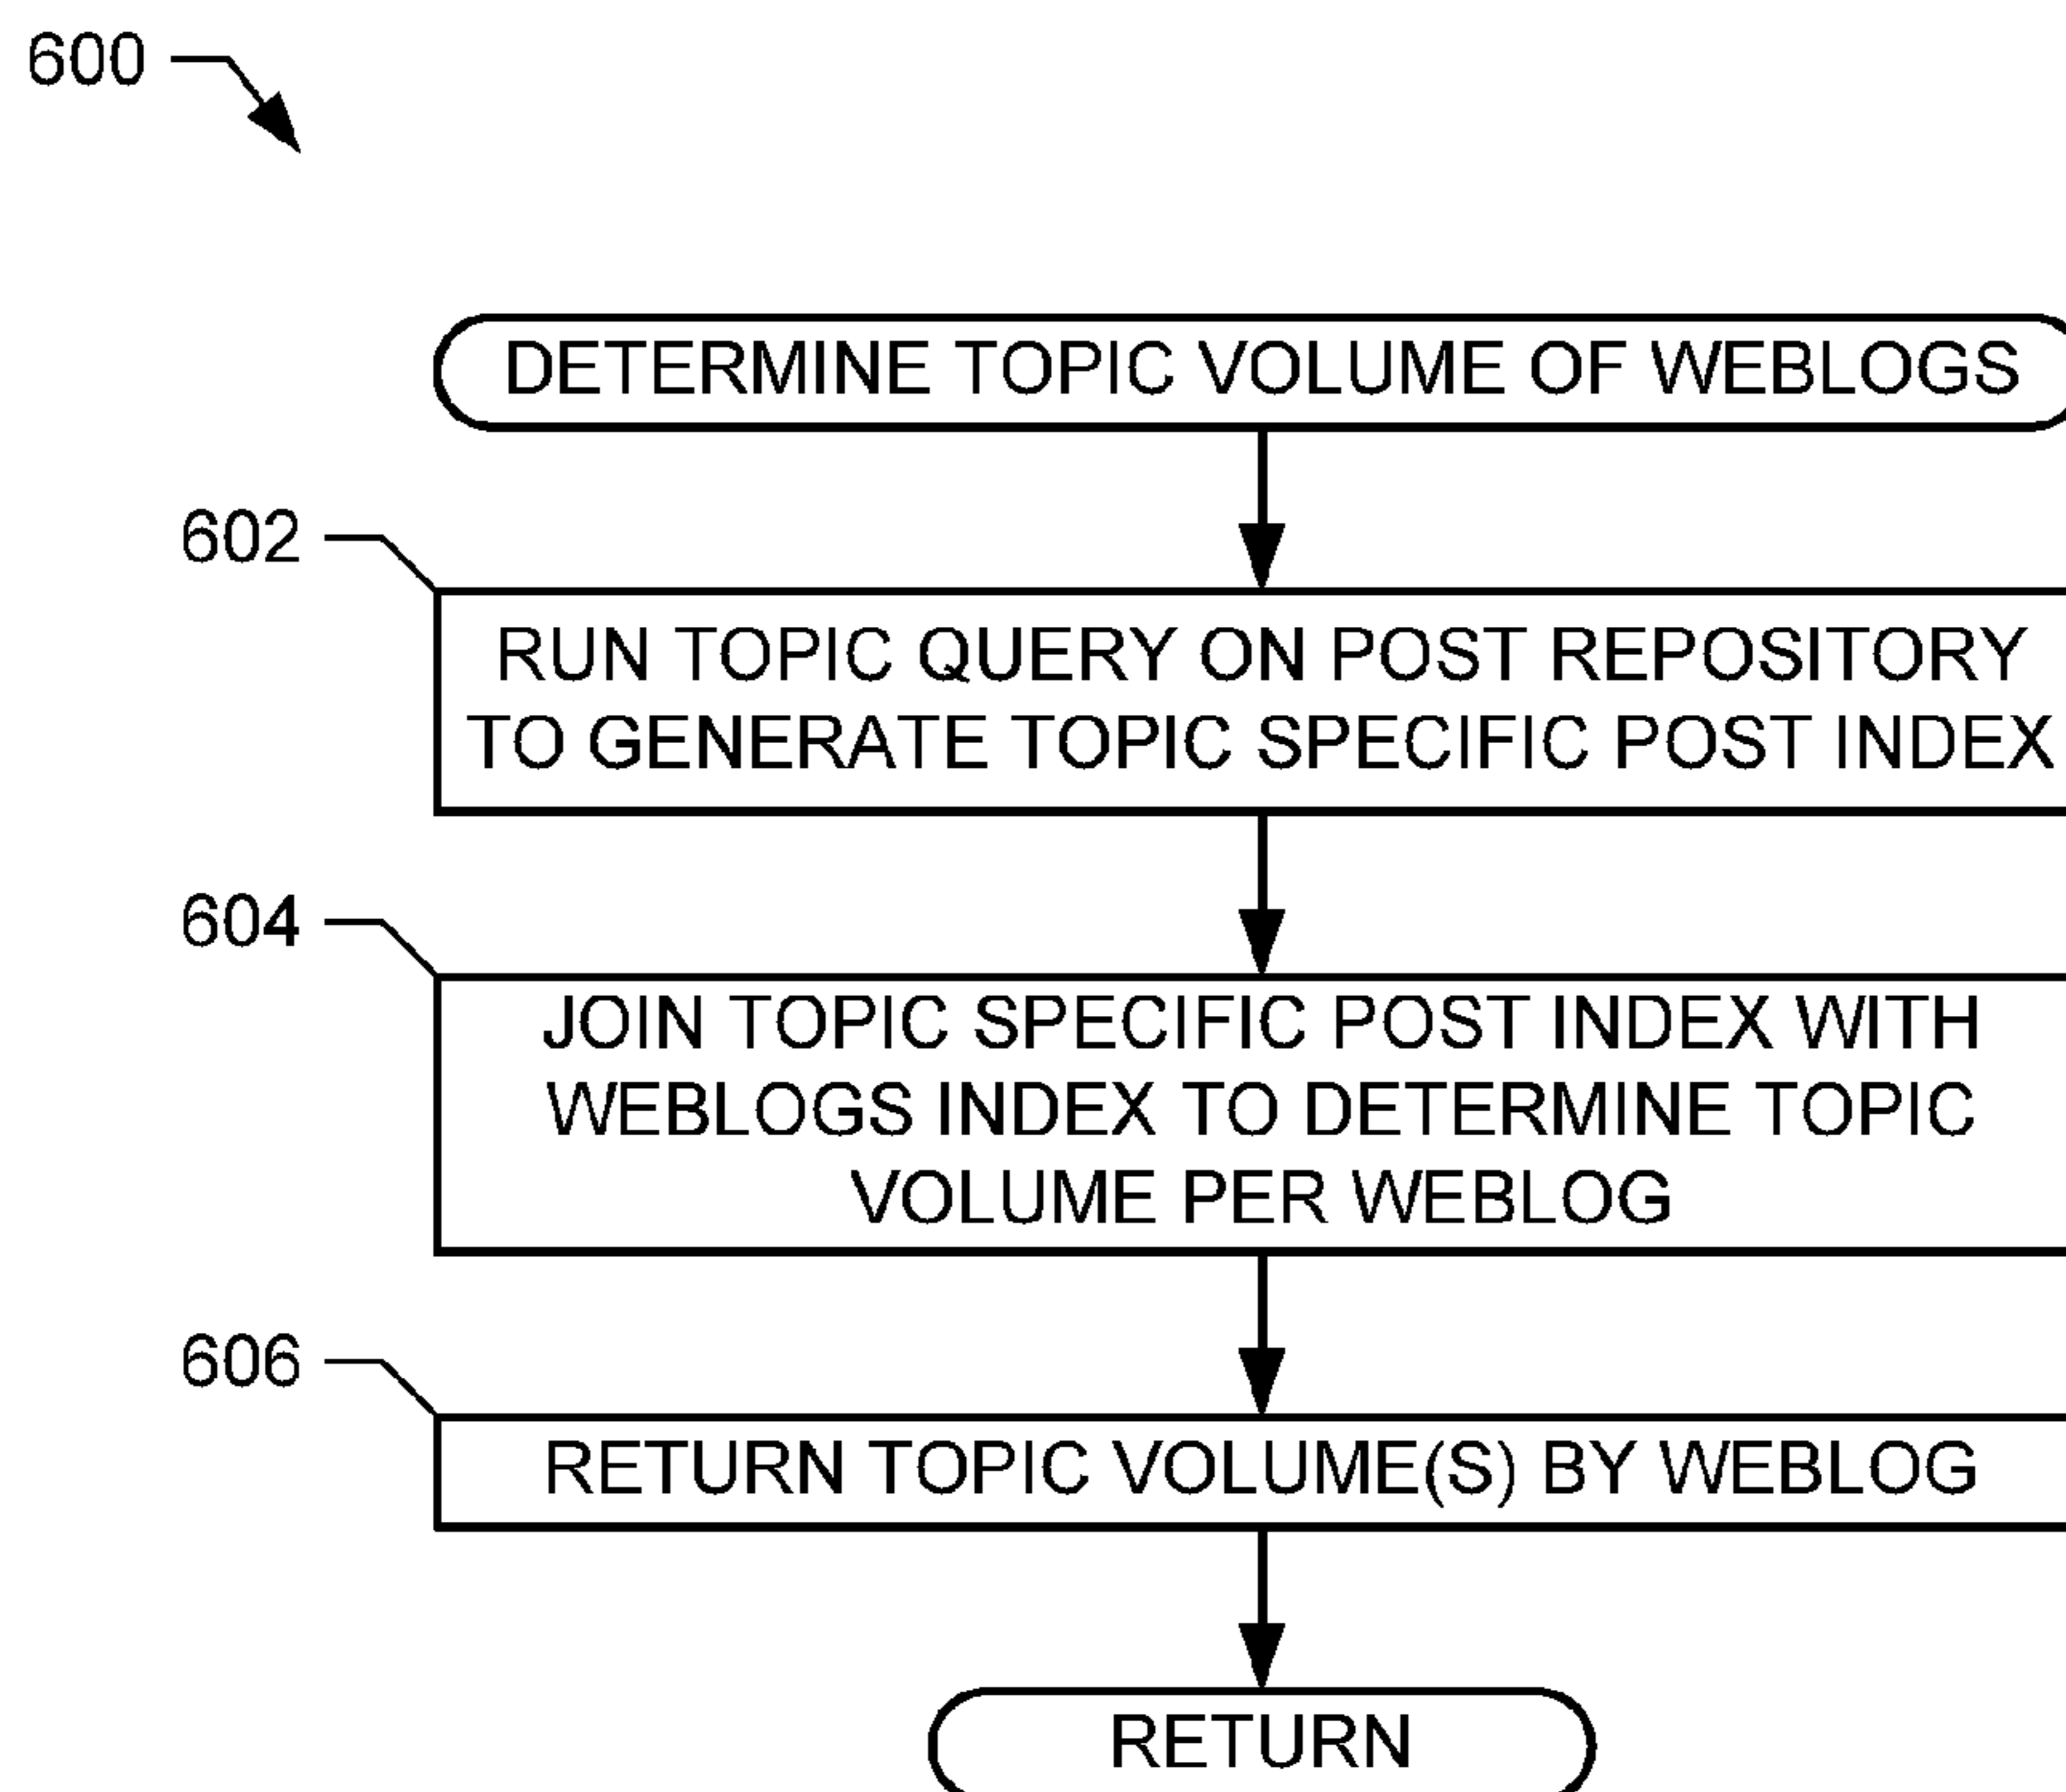 600
DETERMINE TOPIC VOLUME OF WEBLOGS
602
RUN TOPIC QUERY ON POST REPOSITORY
TO GENERATE TOPIC SPECIFIC POST INDEX
604
JOIN TOPIC SPECIFIC POST INDEX WITH
WEBLOGS INDEX TO DETERMINE TOPIC
VOLUME PER WEBLOG
606
RETURN TOPIC VOLUME(S) BY WEBLOG
RETURN